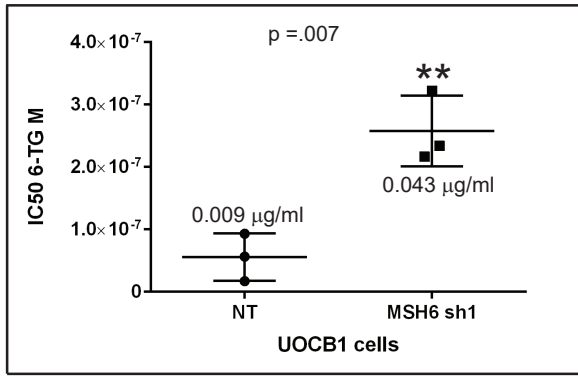 p =.007
**
4.0×10⁻⁷
3.0×10⁻⁷
2.0×10⁻⁷
1.0×10⁻⁷
0
IC50 6-TG M
0.009 μg/ml
0.043 μg/ml
NT
MSH6 sh1
UOCB1 cells